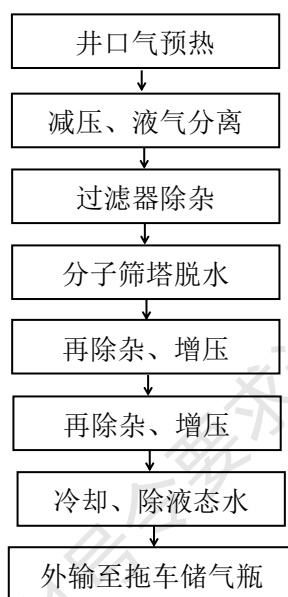 井口气预热
减压、液气分离
过滤器除杂
分子筛塔脱水
再除杂、增压
再除杂、增压
冷却、除液态水
外输至拖车储气瓶